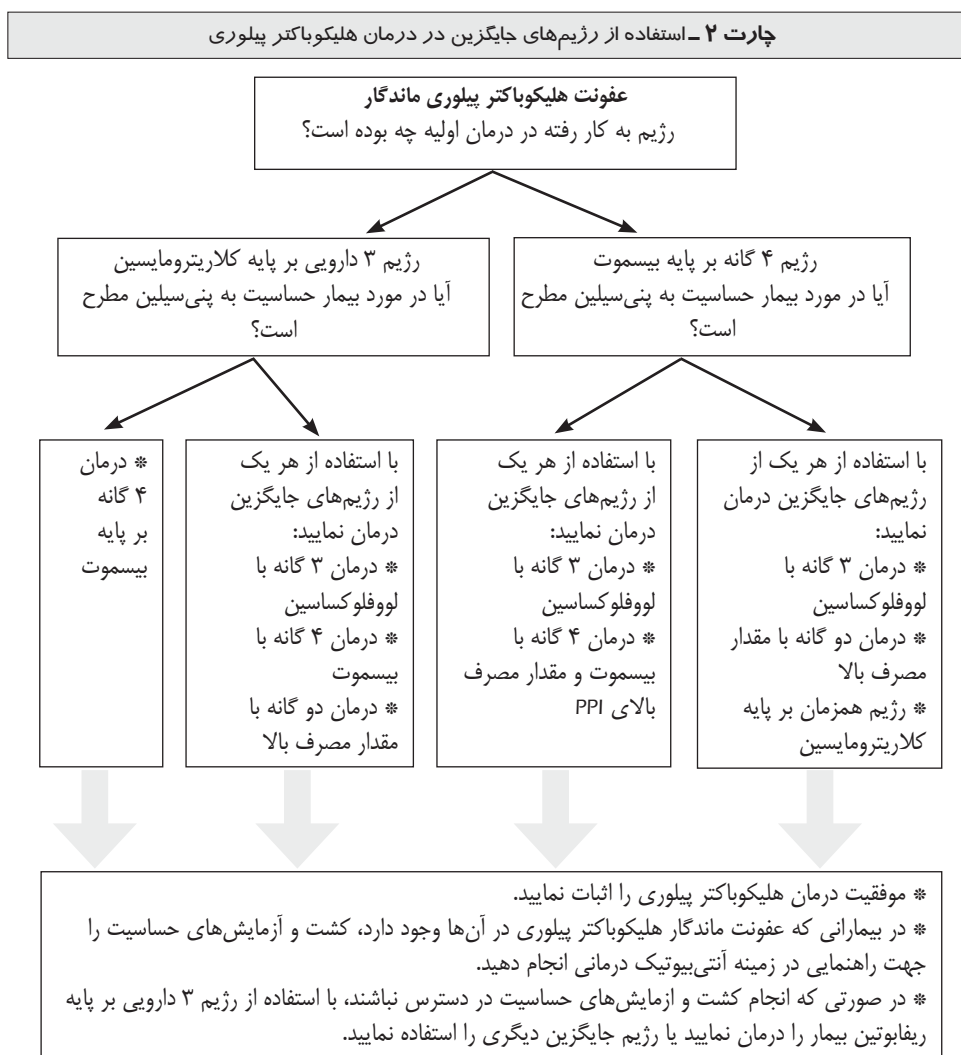 چارت ۲ ـ استفاده از رژیم‌های جایگزین در درمان هلیکوباکتر پیلوری
عفونت هلیکوباکتر پیلوری ماندگار
رژیم به کار رفته در درمان اولیه چه بوده است؟
رژیم ۴ گانه بر پایه بیسموت
آیا در مورد بیمار حساسیت به پنی‌سیلین مطرح
است؟
رژیم ۳ دارویی بر پایه کلاریترومایسین
آیا در مورد بیمار حساسیت به پنی‌سیلین مطرح
است؟
با استفاده از هر یک از
رژیم‌های جایگزین درمان
نمایید:
* درمان ۳ گانه با
لووفلوکساسین
* درمان دو گانه با مقدار
مصرف بالا
* رژیم همزمان بر پایه
کلاریترومایسین
با استفاده از هر یک
از رژیم‌های جایگزین
درمان نمایید:
* درمان ۳ گانه با
لووفلوکساسین
* درمان ۴ گانه با
بیسموت و مقدار مصرف
بالای PPI
با استفاده از هر یک
از رژیم‌های جایگزین
درمان نمایید:
* درمان ۳ گانه با
لووفلوکساسین
* درمان ۴ گانه با
بیسموت
* درمان دو گانه با
مقدار مصرف بالا
* درمان
۴ گانه
بر پایه
بیسموت
* موفقیت درمان هلیکوباکتر پیلوری را اثبات نمایید.
* در بیمارانی که عفونت ماندگار هلیکوباکتر پیلوری در آن‌ها وجود دارد، کشت و آزمایش‌های حساسیت را
جهت راهنمایی در زمینه آنتی‌بیوتیک درمانی انجام دهید.
* در صورتی که انجام کشت و ازمایش‌های حساسیت در دسترس نباشند، با استفاده از رژیم ۳ دارویی بر پایه
ریفابوتین بیمار را درمان نمایید یا رژیم جایگزین دیگری را استفاده نمایید.